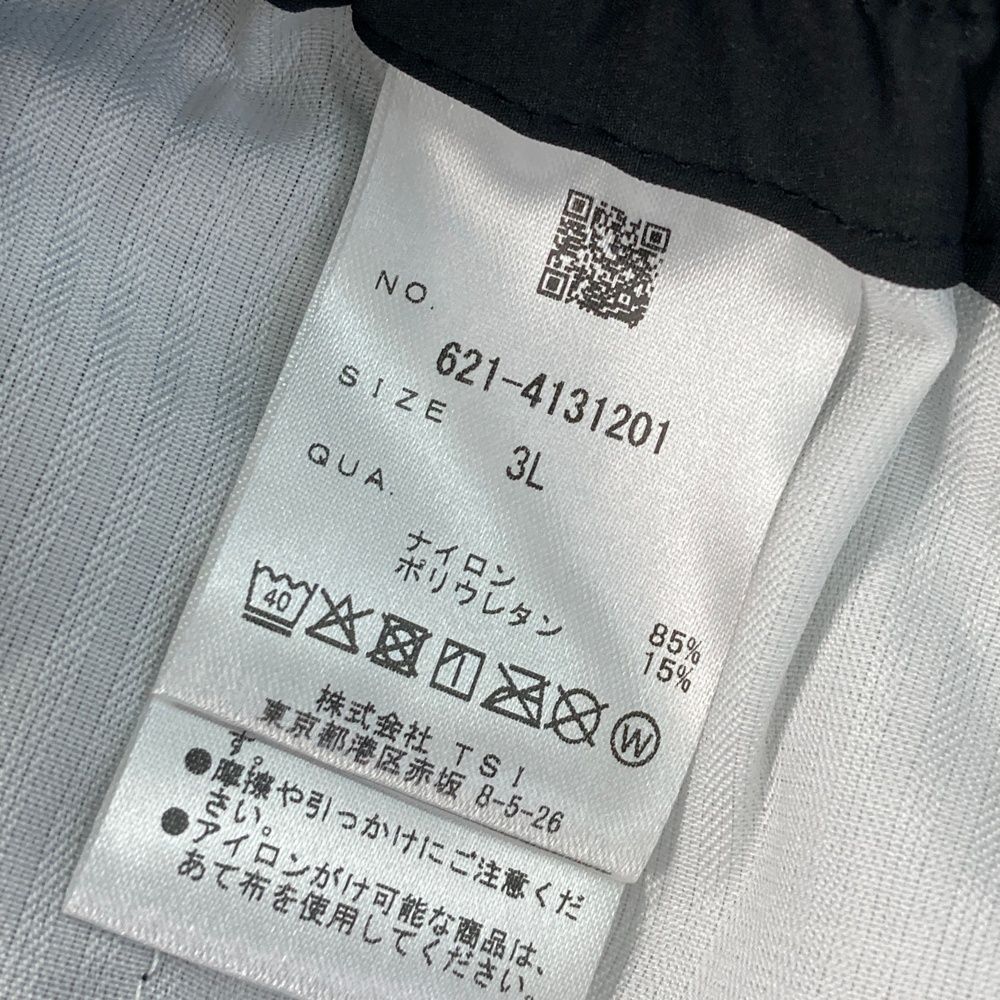 NO.
621-4131201
SIZE
3L
QUA.
ナイロン 85%
ポリウレタン 15%
40
W
株式会社 TSI
東京都港区赤坂 8-5-26
す。
●摩擦や引っかけにご注意くだ
さい。
●アイロンがけ可能な商品は、
あて布を使用してください。